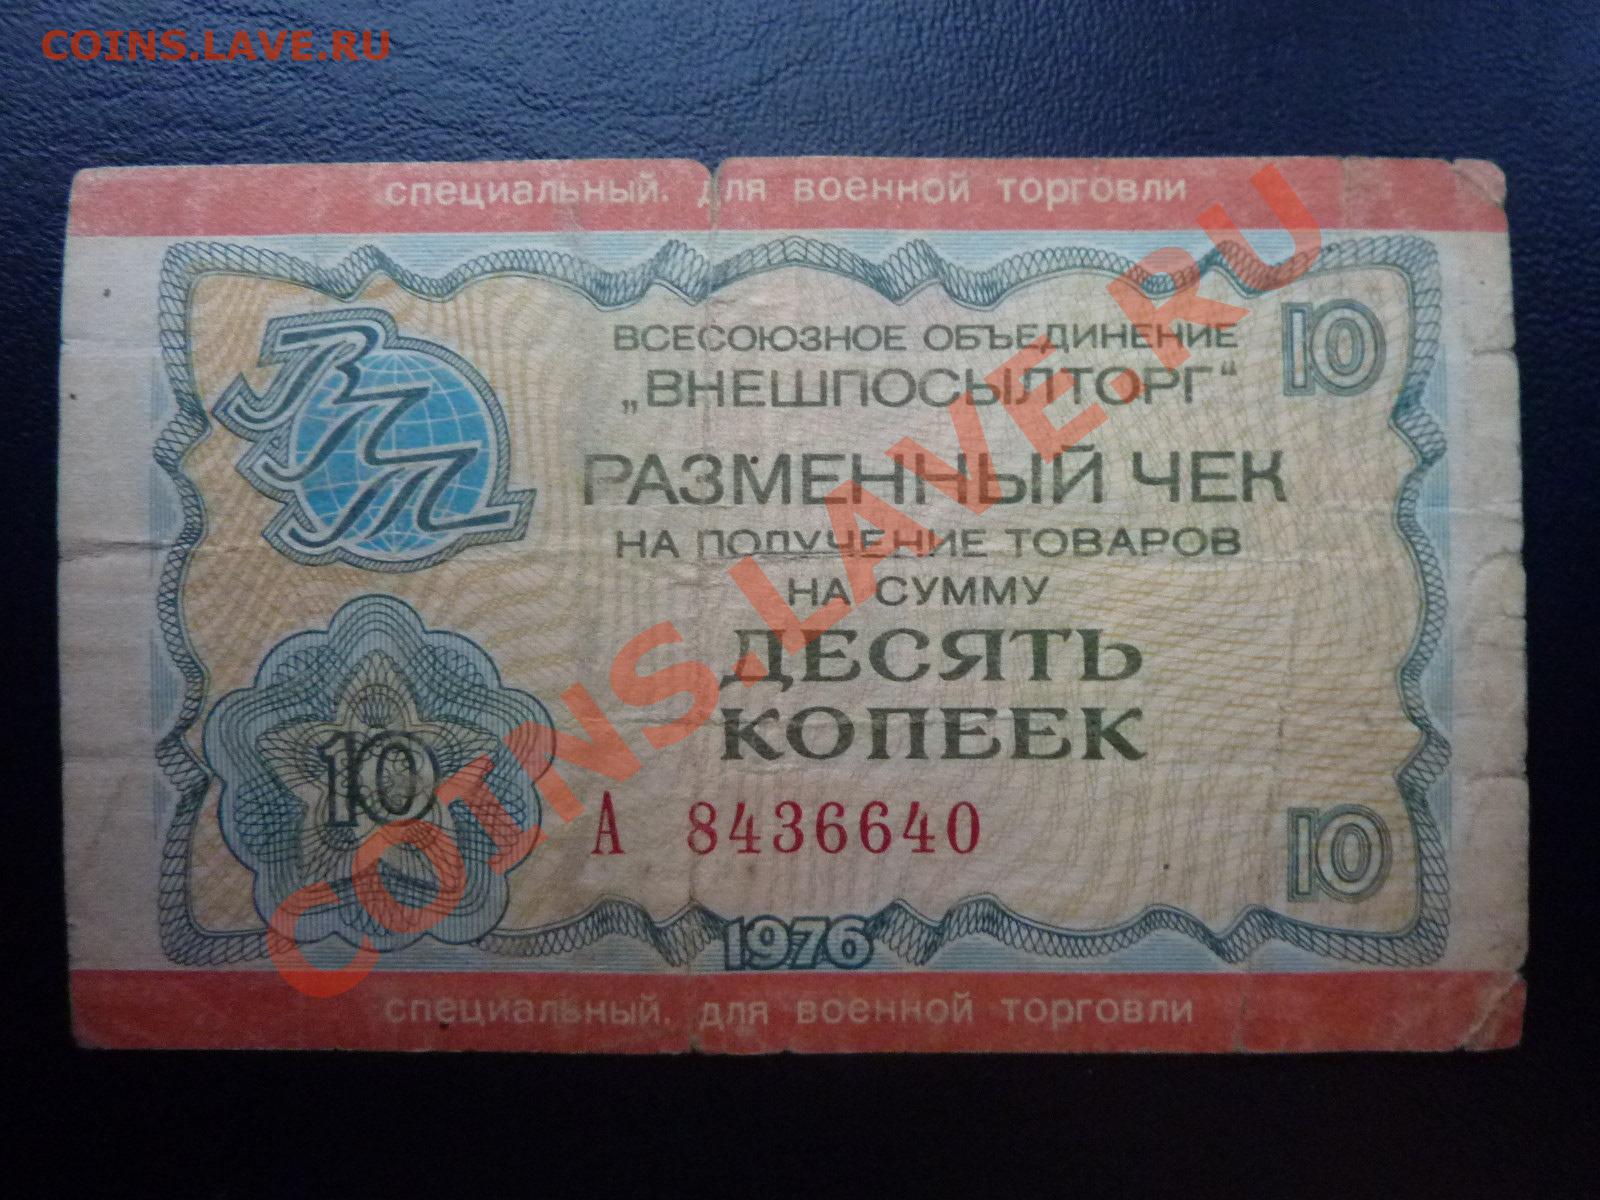 COINS.LAVE.RU
специальный. для военной торговли
ВПТ
ВСЕСОЮЗНОЕ ОБЪЕДИНЕНИЕ
10
„ВНЕШПОСЫЛТОРГ“
РАЗМЕННЫЙ ЧЕК
НА ПОЛУЧЕНИЕ ТОВАРОВ
НА СУММУ
ДЕСЯТЬ
КОПЕЕК
10
А 8436640
10
1976
специальный. для военной торговли
COINS.LAVE.RU